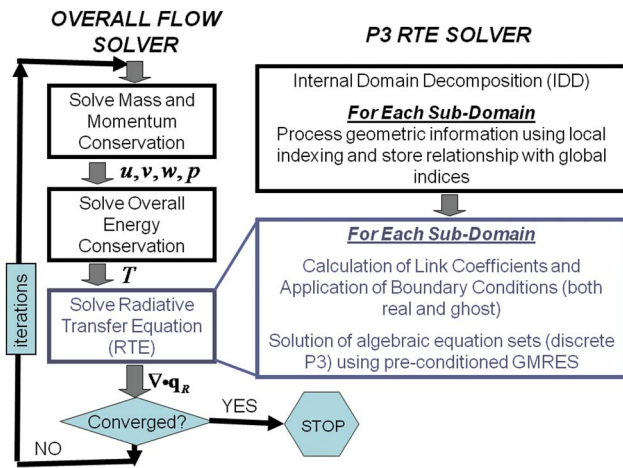 OVERALL FLOW
SOLVER
Solve Mass and
Momentum
Conservation
u, v, w, p
Solve Overall
Energy
Conservation
T
Solve Radiative
Transfer Equation
(RTE)
∇•q_R
Converged?
YES
STOP
NO
iterations
P3 RTE SOLVER
Internal Domain Decomposition (IDD)
For Each Sub-Domain
Process geometric information using local
indexing and store relationship with global
indices
For Each Sub-Domain
Calculation of Link Coefficients and
Application of Boundary Conditions (both
real and ghost)
Solution of algebraic equation sets (discrete
P3) using pre-conditioned GMRES